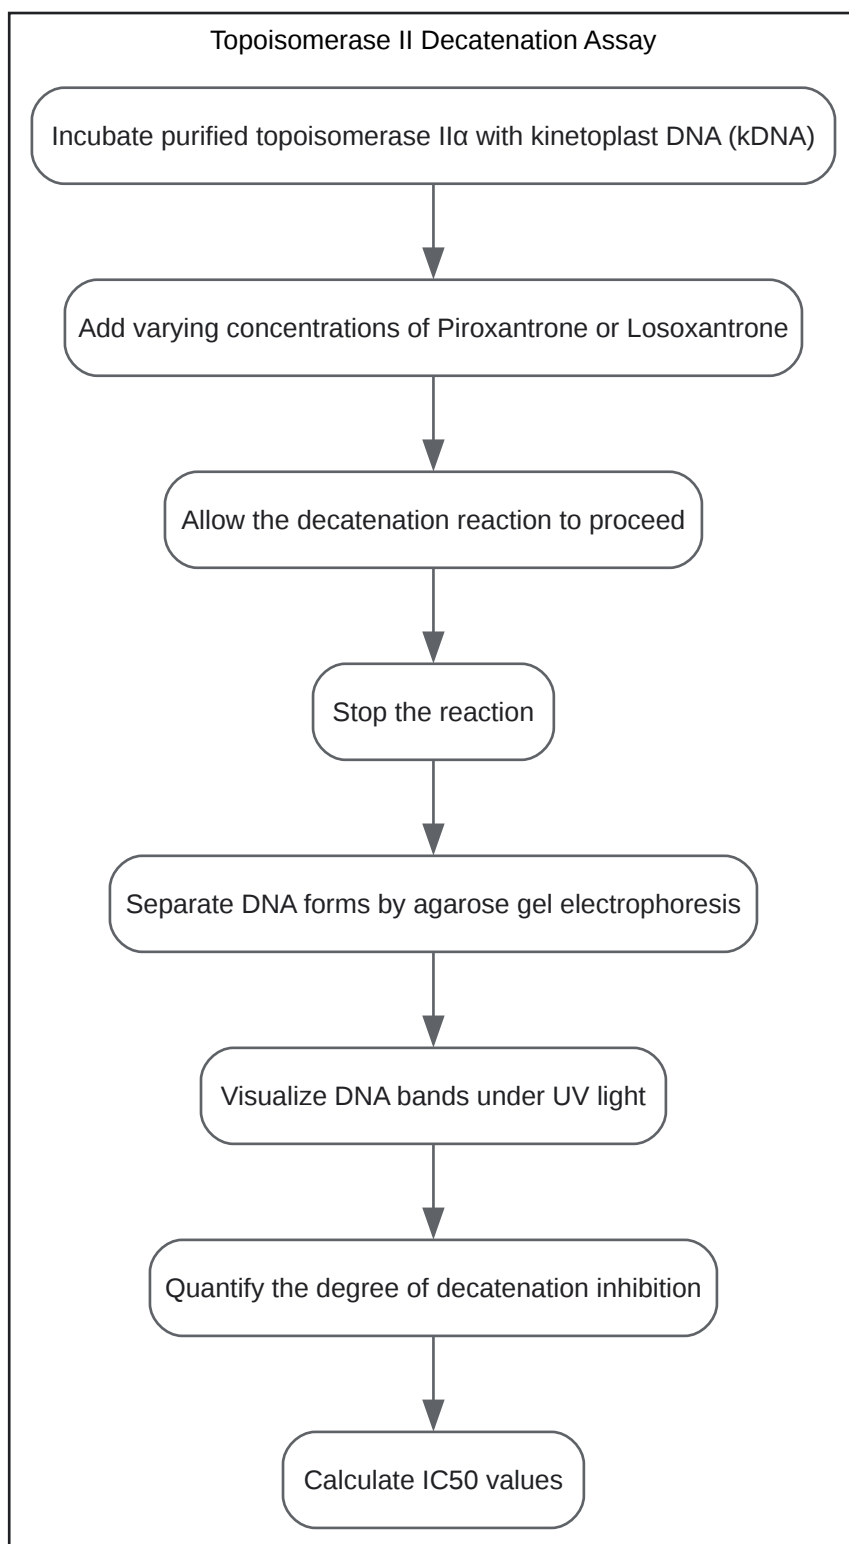 Topoisomerase II Decatenation Assay
Incubate purified topoisomerase IIα with kinetoplast DNA (kDNA)
Add varying concentrations of Piroxantrone or Losoxantrone
Allow the decatenation reaction to proceed
Stop the reaction
Separate DNA forms by agarose gel electrophoresis
Visualize DNA bands under UV light
Quantify the degree of decatenation inhibition
Calculate IC50 values